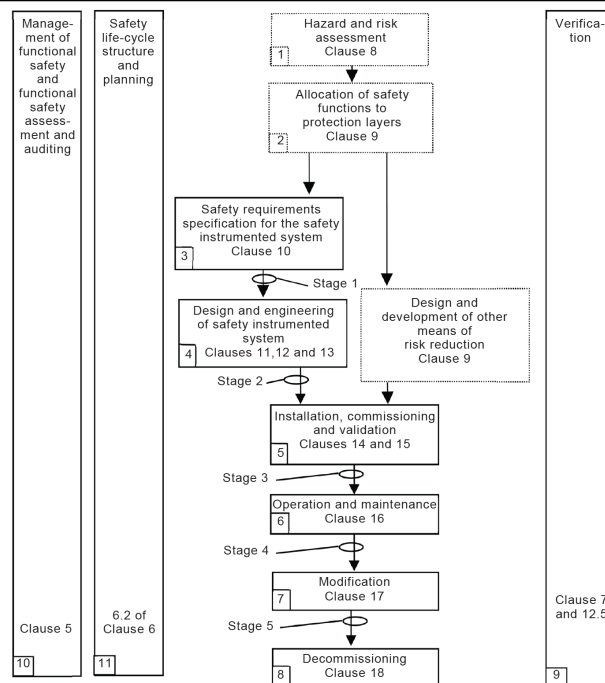 Manage-
ment of
functional
safety
and
functional
safety
assess-
ment and
auditing
Clause 5
10
Safety
life-cycle
structure
and
planning
6.2 of
Clause 6
11
Hazard and risk
assessment
Clause 8
1
Allocation of safety
functions to
protection layers
Clause 9
2
Safety requirements
specification for the safety
instrumented system
Clause 10
3
Stage 1
Design and engineering
of safety instrumented
system
Clauses 11,12 and 13
4
Design and
development of other
means of
risk reduction
Clause 9
Stage 2
Installation, commissioning
and validation
Clauses 14 and 15
5
Stage 3
Operation and maintenance
Clause 16
6
Stage 4
Modification
Clause 17
7
Stage 5
Decommissioning
Clause 18
8
Verifica-
tion
Clause 7
and 12.5
9